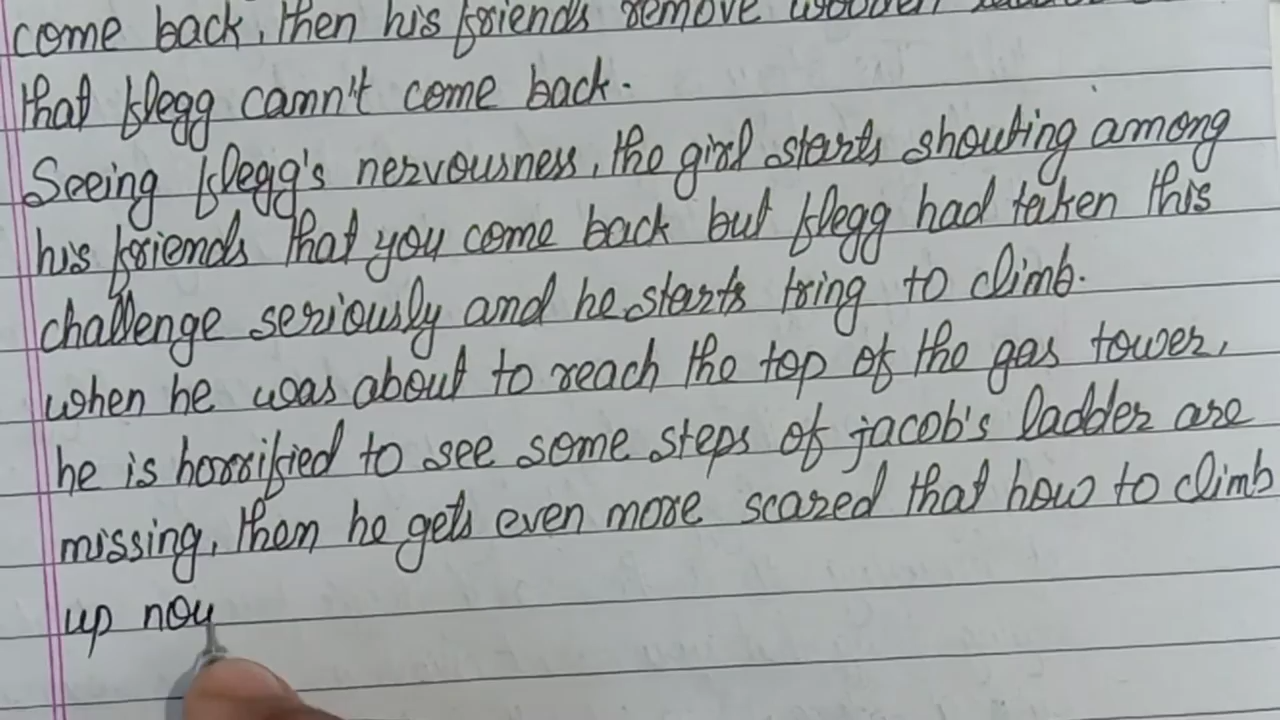 come back, then his friends remove wooden
that flegg camn't come back.
Seeing flegg's nervousness, the girl starts shouting among
his friends that you come back but flegg had taken this
challenge seriously and he starts tring to climb.
when he was about to reach the top of the gas tower,
he is horrified to see some steps of jacob's ladder are
missing, then he gets even more scared that how to climb
up nou